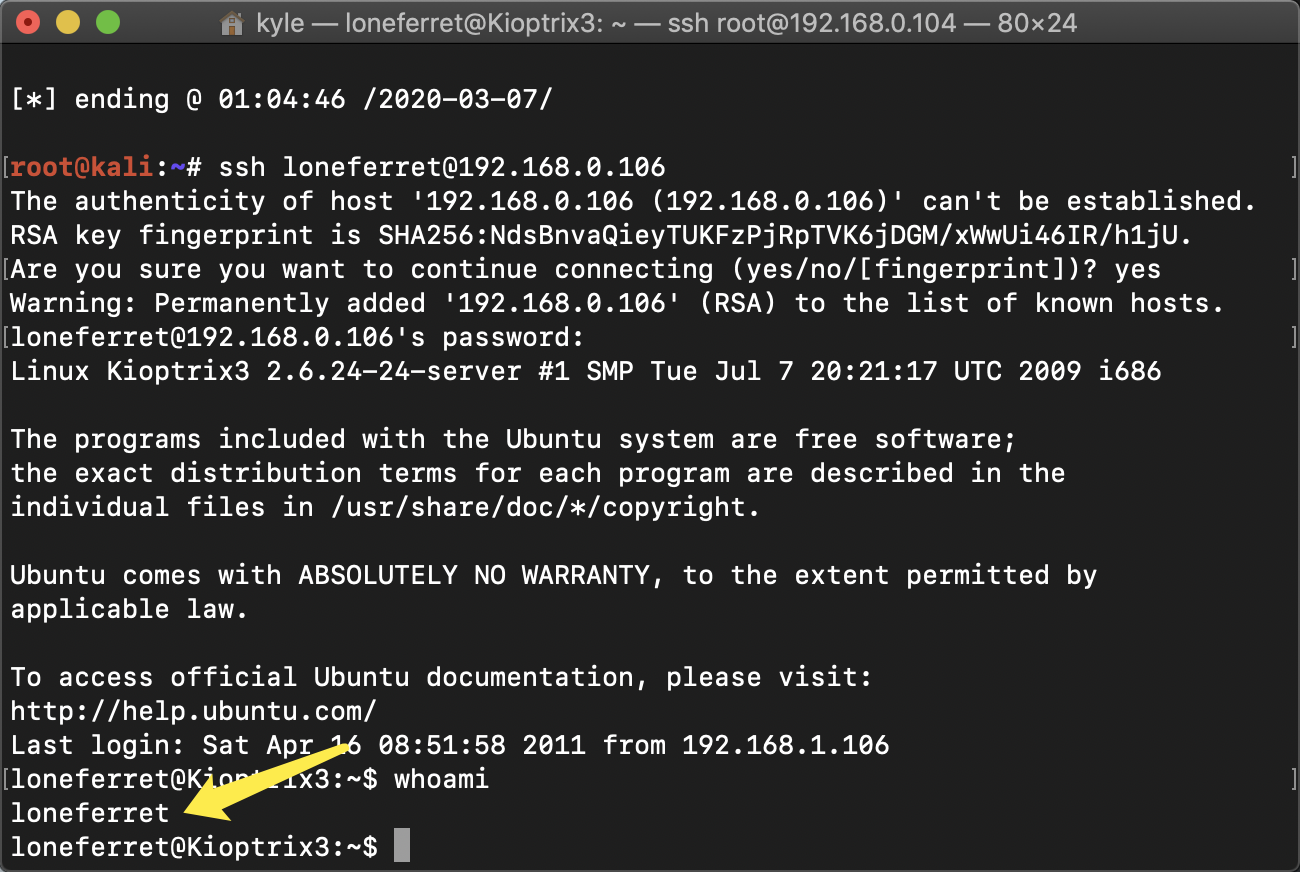 kyle — loneferret@Kioptrix3: ~ — ssh root@192.168.0.104 — 80×24
[*] ending @ 01:04:46 /2020-03-07/
[root@kali:~# ssh loneferret@192.168.0.106 ]
The authenticity of host '192.168.0.106 (192.168.0.106)' can't be established.
RSA key fingerprint is SHA256:NdsBnvaQieyTUKFzPjRpTVK6jDGM/xWwUi46IR/h1jU.
[Are you sure you want to continue connecting (yes/no/[fingerprint])? yes ]
Warning: Permanently added '192.168.0.106' (RSA) to the list of known hosts.
[loneferret@192.168.0.106's password: ]
Linux Kioptrix3 2.6.24-24-server #1 SMP Tue Jul 7 20:21:17 UTC 2009 i686
The programs included with the Ubuntu system are free software;
the exact distribution terms for each program are described in the
individual files in /usr/share/doc/*/copyright.
Ubuntu comes with ABSOLUTELY NO WARRANTY, to the extent permitted by
applicable law.
To access official Ubuntu documentation, please visit:
http://help.ubuntu.com/
Last login: Sat Apr 16 08:51:58 2011 from 192.168.1.106
[loneferret@Kioptrix3:~$ whoami ]
loneferret
loneferret@Kioptrix3:~$